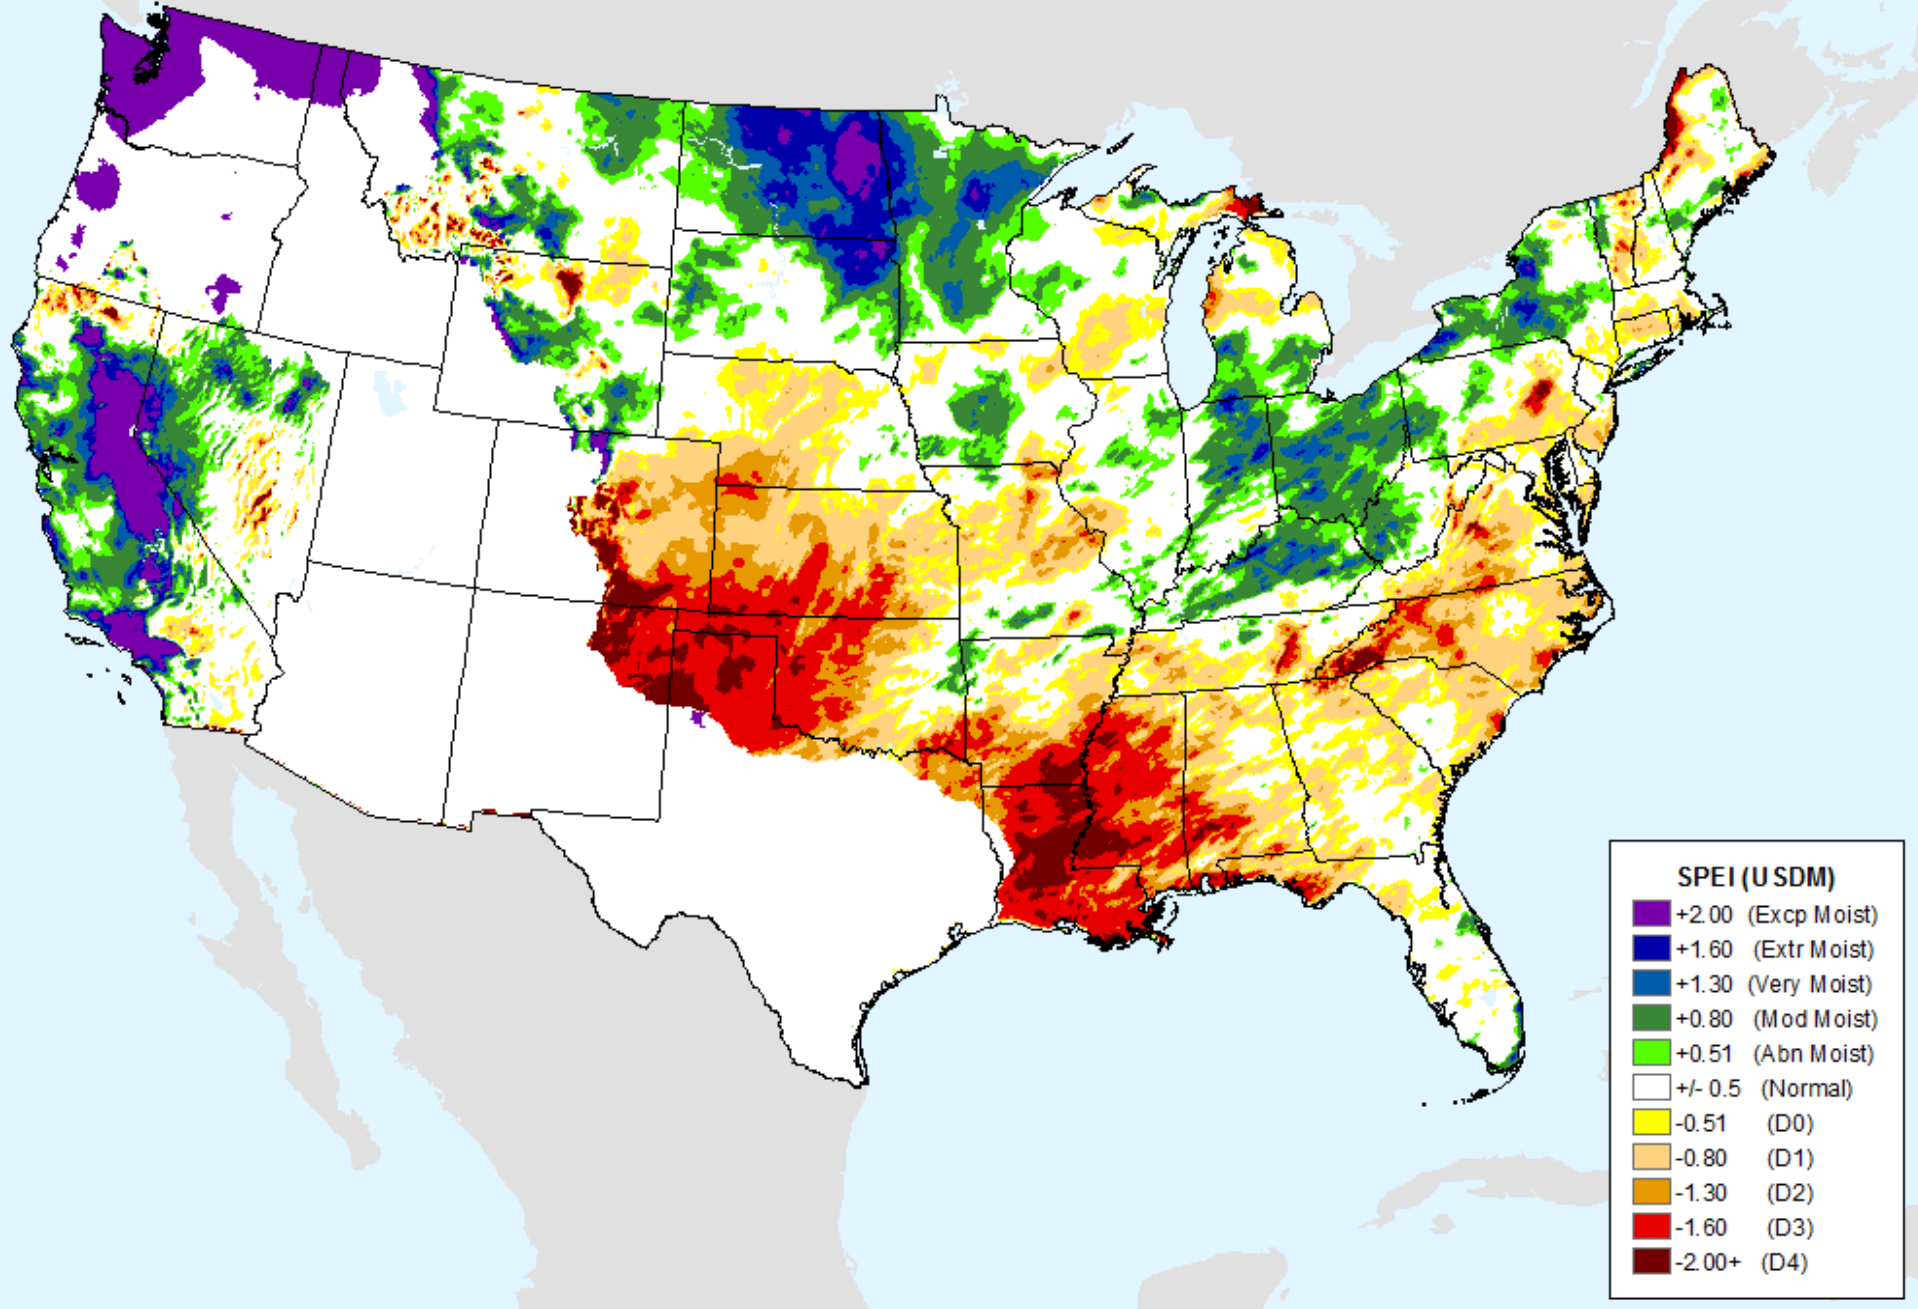 SPEI (USDM)
+2.00 (Excp Moist)
+1.60 (Extr Moist)
+1.30 (Very Moist)
+0.80 (Mod Moist)
+0.51 (Abn Moist)
+/- 0.5 (Normal)
-0.51 (D0)
-0.80 (D1)
-1.30 (D2)
-1.60 (D3)
-2.00+ (D4)